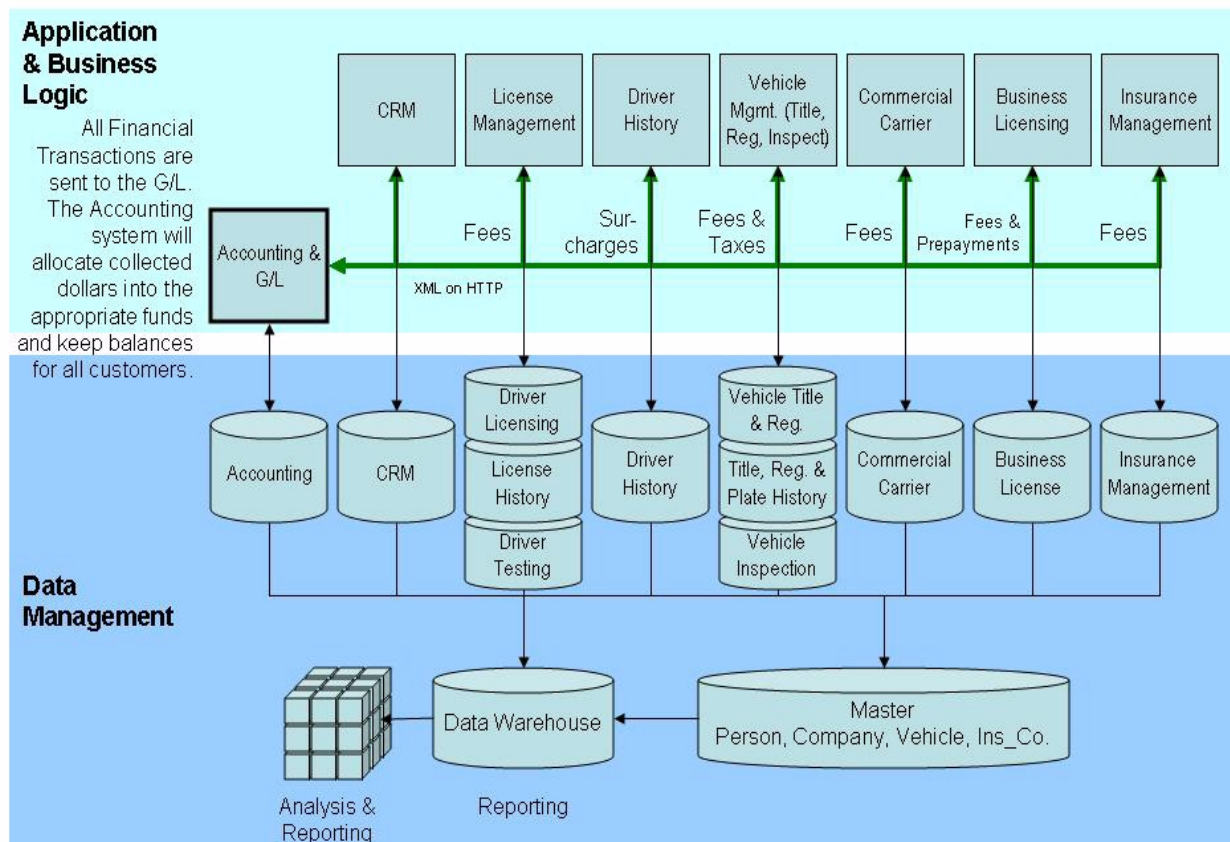 Application
& Business
Logic
All Financial
Transactions are
sent to the G/L.
The Accounting
system will
allocate collected
dollars into the
appropriate funds
and keep balances
for all customers.
CRM
License
Management
Driver
History
Vehicle
Mgmt. (Title,
Reg, Inspect)
Commercial
Carrier
Business
Licensing
Insurance
Management
Accounting &
G/L
Fees
Sur-
charges
Fees &
Taxes
Fees
Fees &
Prepayments
Fees
XML on HTTP
Accounting
CRM
Driver
Licensing
License
History
Driver
Testing
Driver
History
Vehicle Title
& Reg.
Title, Reg. &
Plate History
Vehicle
Inspection
Commercial
Carrier
Business
License
Insurance
Management
Data
Management
Data Warehouse
Master
Person, Company, Vehicle, Ins_Co.
Analysis &
Reporting
Reporting